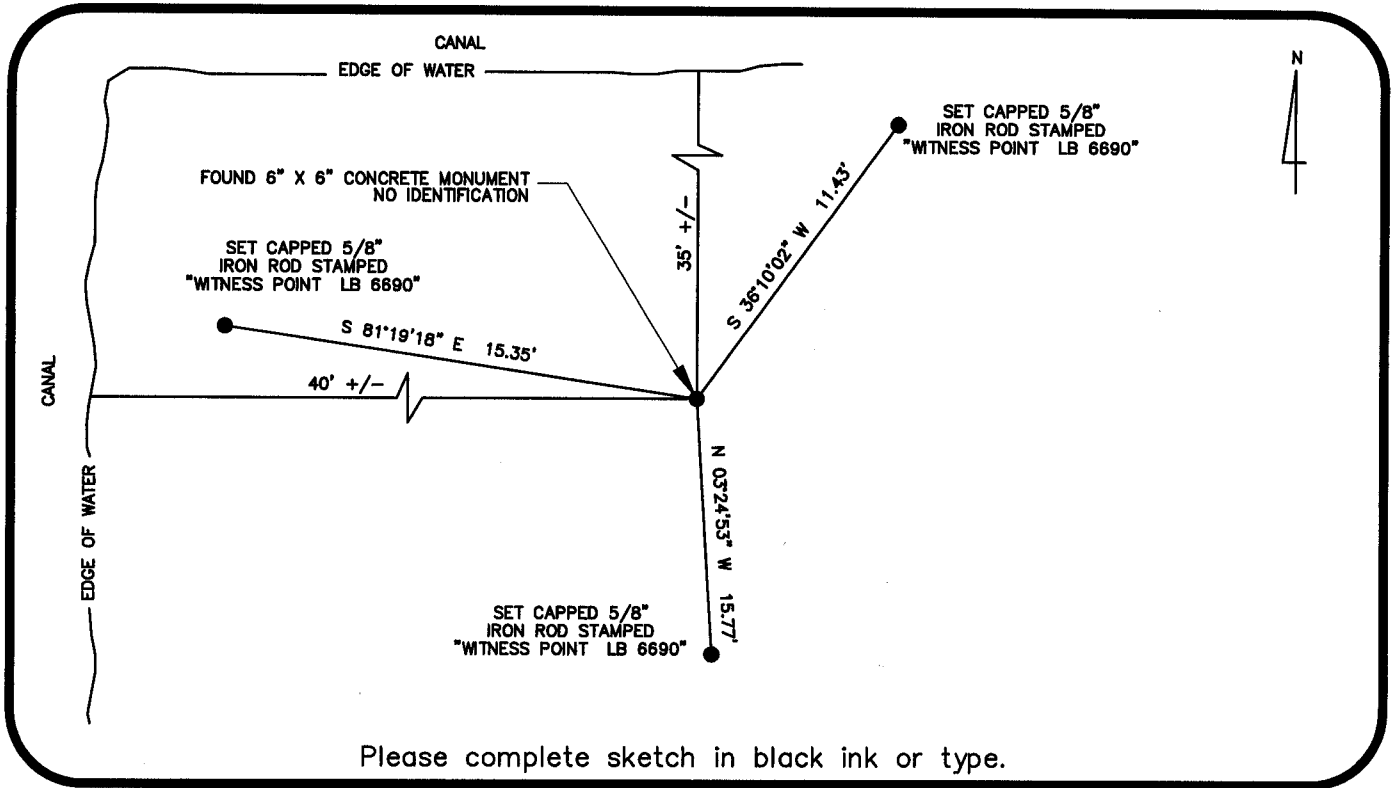 CANAL
EDGE OF WATER
N
SET CAPPED 5/8"
IRON ROD STAMPED
"WITNESS POINT LB 6690"
FOUND 6" X 6" CONCRETE MONUMENT
NO IDENTIFICATION
35' +/-
S 36°10'02" W 11.43'
SET CAPPED 5/8"
IRON ROD STAMPED
"WITNESS POINT LB 6690"
S 81°19'18" E 15.35'
40' +/-
CANAL
EDGE OF WATER
N 03°24'53" W 15.77'
SET CAPPED 5/8"
IRON ROD STAMPED
"WITNESS POINT LB 6690"
Please complete sketch in black ink or type.